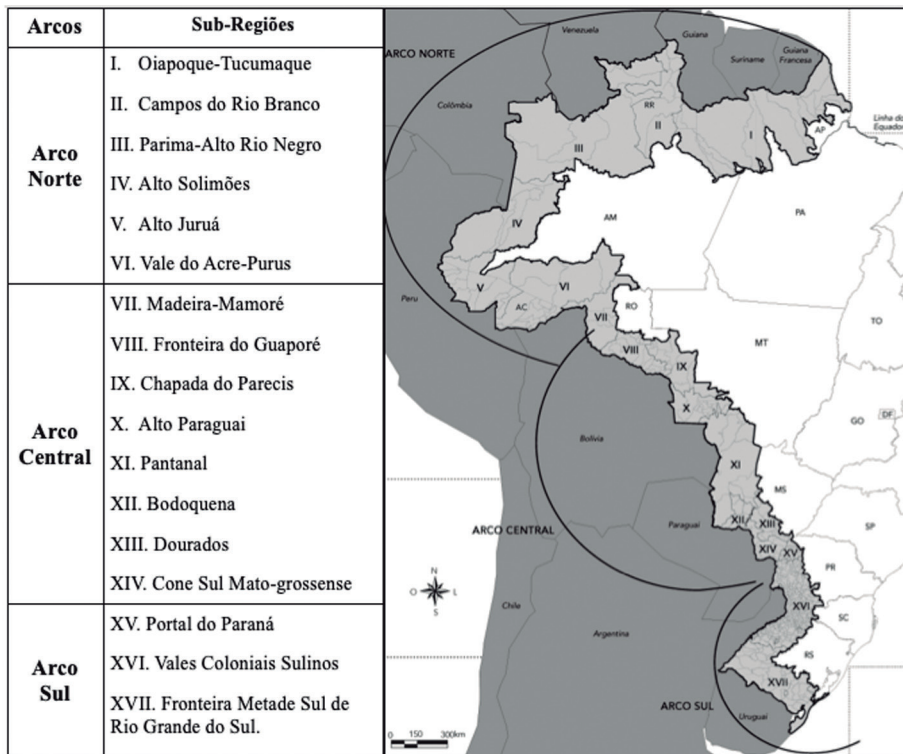 Arcos
Sub-Regiões
Arco
Norte
I. Oiapoque-Tucumaque
II. Campos do Rio Branco
III. Parima-Alto Rio Negro
IV. Alto Solimões
V. Alto Juruá
VI. Vale do Acre-Purus
Arco
Central
VII. Madeira-Mamoré
VIII. Fronteira do Guaporé
IX. Chapada do Parecis
X. Alto Paraguai
XI. Pantanal
XII. Bodoquena
XIII. Dourados
XIV. Cone Sul Mato-grossense
Arco
Sul
XV. Portal do Paraná
XVI. Vales Coloniais Sulinos
XVII. Fronteira Metade Sul de
Rio Grande do Sul.
ARCO NORTE
Venezuela
Guiana
Suriname
Guiana
Francesa
Colômbia
Linha do
Equador
RR
II
I
AP
III
IV
AM
PA
Peru
V
VI
AC
VII
RO
VIII
IX
X
MT
TO
GO
DF
Bolívia
XI
MS
ARCO CENTRAL
Paraguai
XII
XIII
XIV
XV
SP
PR
N
O
L
S
Chile
Argentina
XVI
SC
RS
XVII
ARCO SUL
Uruguai
0 150 300km